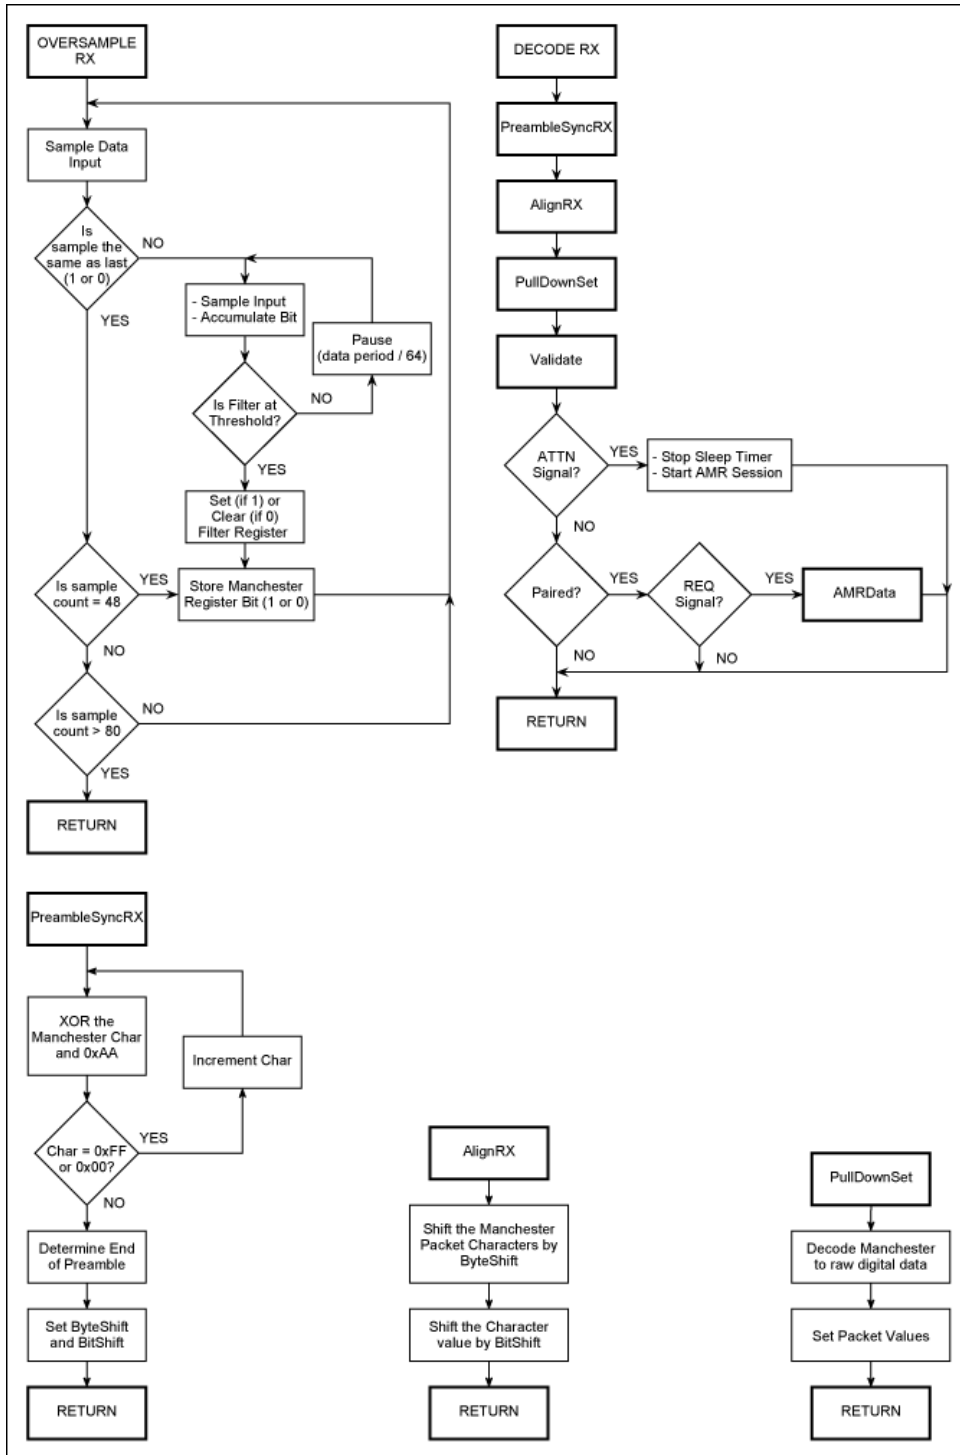 OVERSAMPLE
RX
Sample Data
Input
Is
sample the
same as last
(1 or 0)
NO
YES
- Sample Input
- Accumulate Bit
Pause
(data period / 64)
Is Filter at
Threshold?
NO
YES
Set (if 1) or
Clear (if 0)
Filter Register
Is sample
count = 48
YES
Store Manchester
Register Bit (1 or 0)
NO
Is sample
count > 80
NO
YES
RETURN
DECODE RX
PreambleSyncRX
AlignRX
PullDownSet
Validate
ATTN
Signal?
YES
- Stop Sleep Timer
- Start AMR Session
NO
Paired?
YES
REQ
Signal?
YES
AMRData
NO
NO
RETURN
PreambleSyncRX
XOR the
Manchester Char
and 0xAA
Increment Char
Char = 0xFF
or 0x00?
YES
NO
Determine End
of Preamble
Set ByteShift
and BitShift
RETURN
AlignRX
Shift the Manchester
Packet Characters by
ByteShift
Shift the Character
value by BitShift
RETURN
PullDownSet
Decode Manchester
to raw digital data
Set Packet Values
RETURN